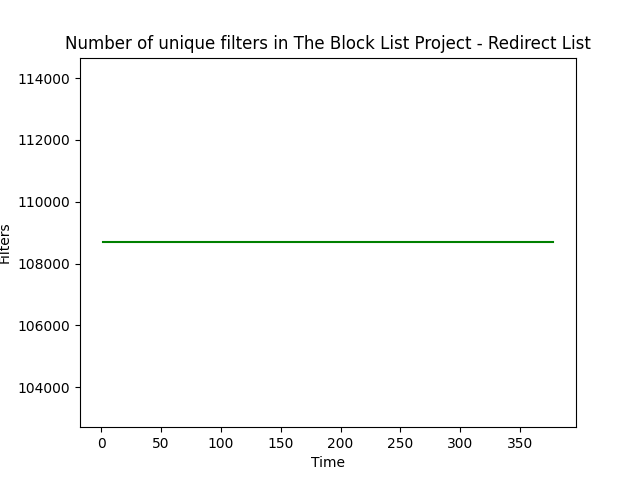 Number of unique filters in The Block List Project - Redirect List
114000
112000
110000
108000
106000
104000
Filters
0 50 100 150 200 250 300 350
Time